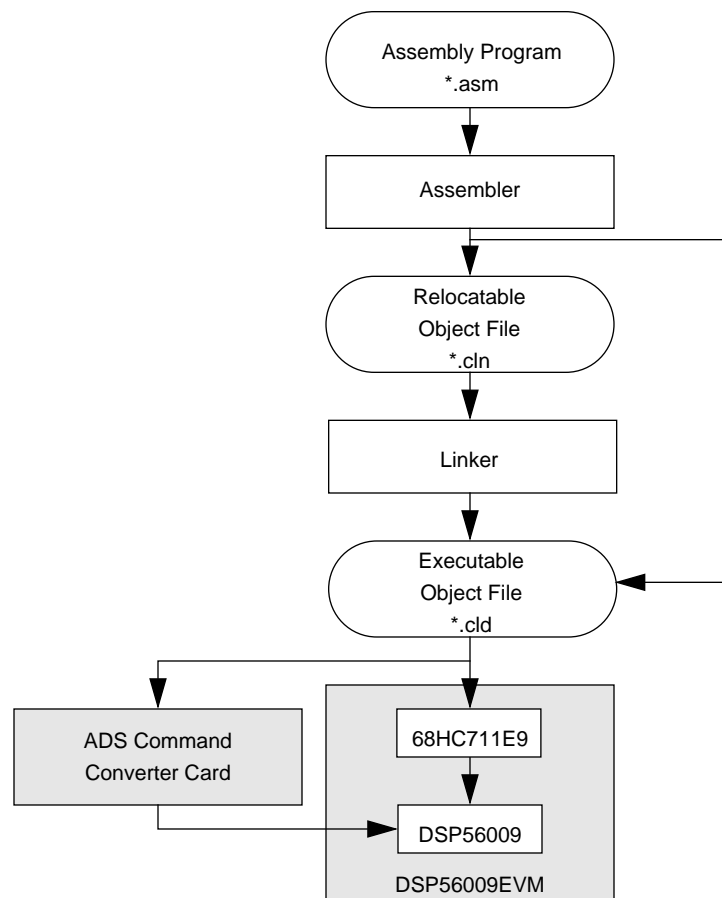 Assembly Program
*.asm
Assembler
Relocatable
Object File
*.cln
Linker
Executable
Object File
*.cld
ADS Command
Converter Card
68HC711E9
DSP56009
DSP56009EVM